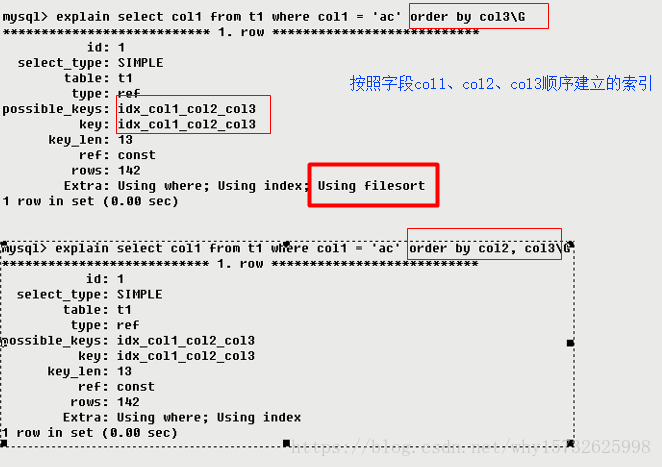 mysql> explain select col1 from t1 where col1 = 'ac' order by col3\G
*************************** 1. row ***************************
id: 1
select_type: SIMPLE
table: t1
type: ref
按照字段col1、col2、col3顺序建立的索引
possible_keys: idx_col1_col2_col3
key: idx_col1_col2_col3
key_len: 13
ref: const
rows: 142
Extra: Using where; Using index; Using filesort
1 row in set (0.00 sec)
mysql> explain select col1 from t1 where col1 = 'ac' order by col2, col3\G
*************************** 1. row ***************************
id: 1
select_type: SIMPLE
table: t1
type: ref
possible_keys: idx_col1_col2_col3
key: idx_col1_col2_col3
key_len: 13
ref: const
rows: 142
Extra: Using where; Using index
1 row in set (0.00 sec)
https://blog.csdn.net/why15732625998